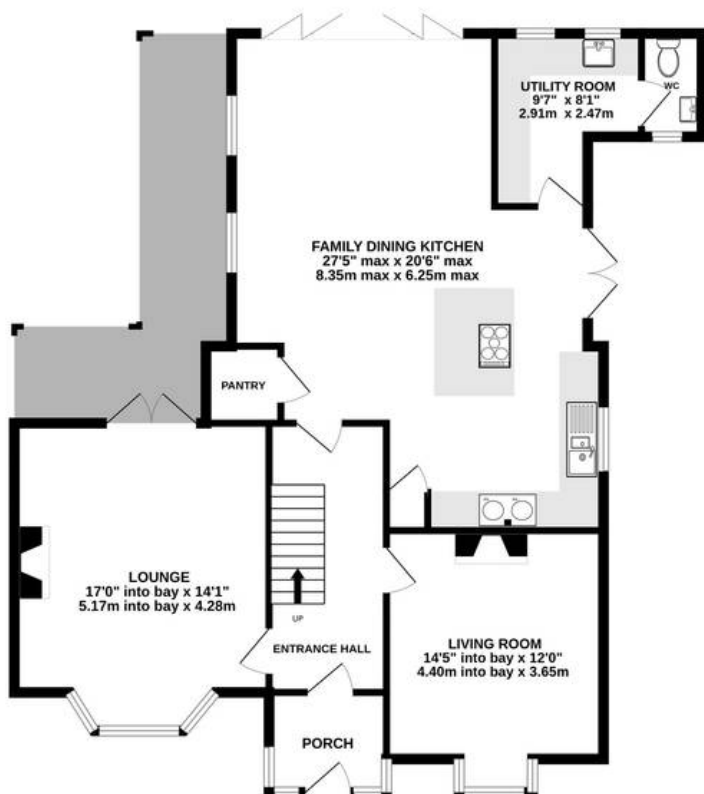 UTILITY ROOM
9'7" x 8'1"
2.91m x 2.47m
WC
FAMILY DINING KITCHEN
27'5" max x 20'6" max
8.35m max x 6.25m max
PANTRY
LOUNGE
17'0" into bay x 14'1"
5.17m into bay x 4.28m
UP
ENTRANCE HALL
LIVING ROOM
14'5" into bay x 12'0"
4.40m into bay x 3.65m
PORCH